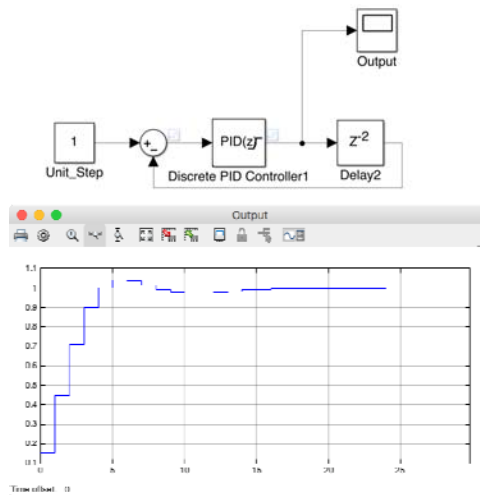 Output
1
Unit_Step
+
−
PID(z)
Discrete PID Controller1
Z-2
Delay2
Output
1.1
1
0.9
0.8
0.7
0.6
0.5
0.4
0.3
0.2
0.1
0
5
10
15
20
25
Time offset: 0